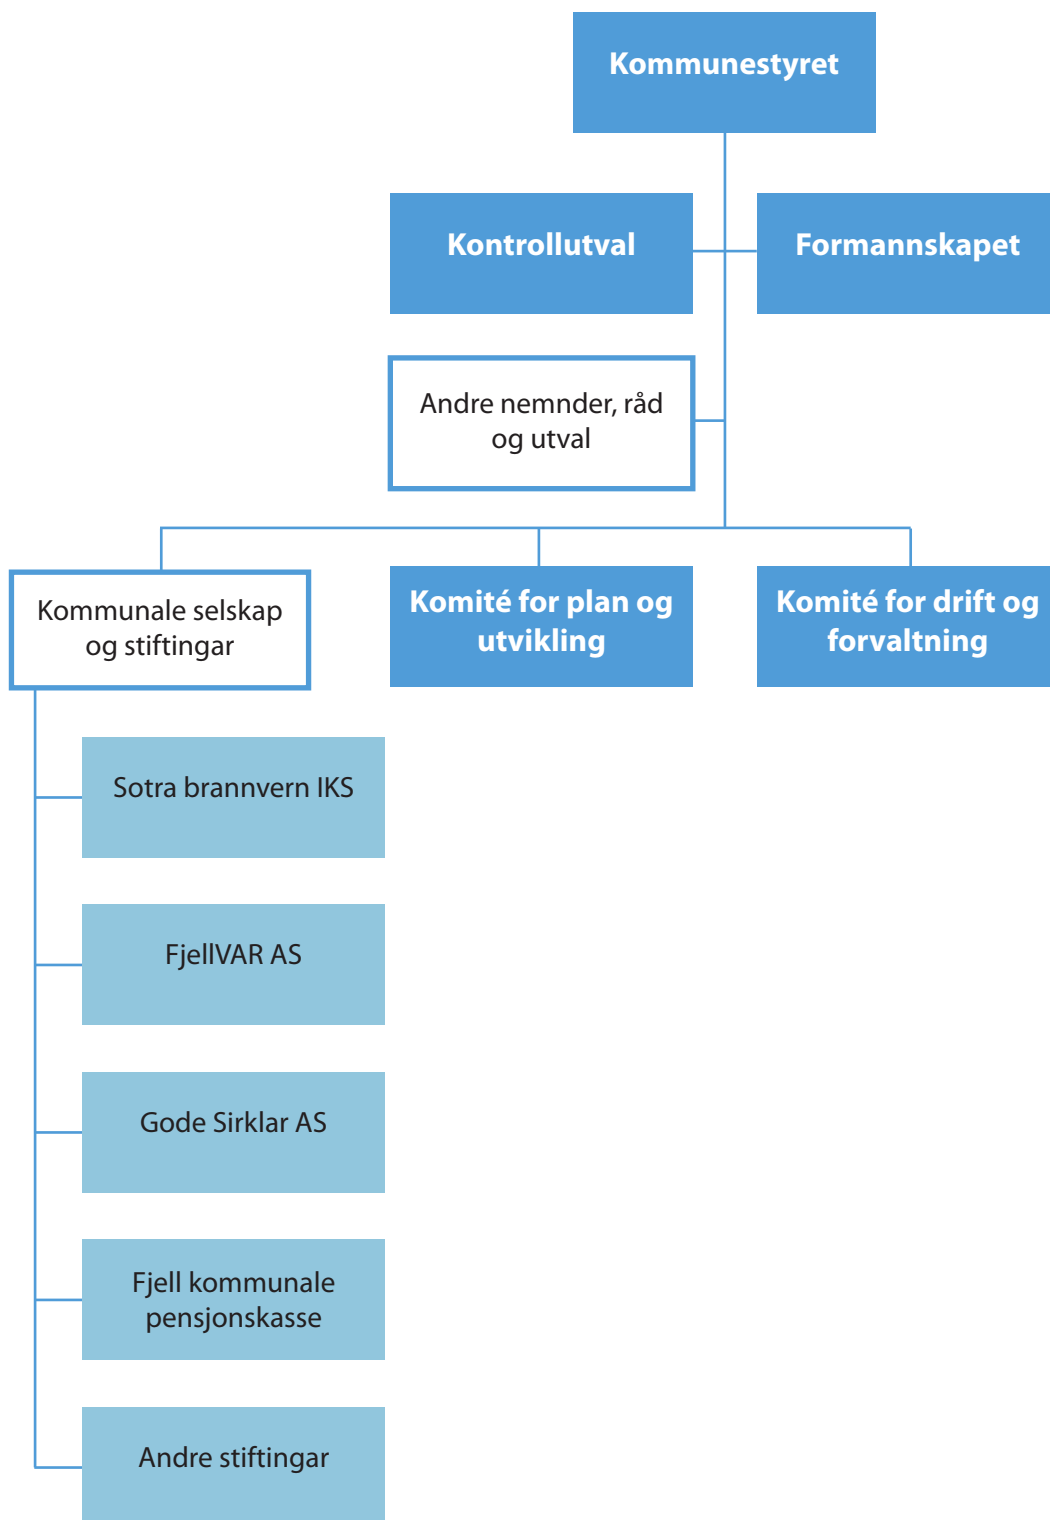 Kommunestyret
Kontrollutval
Formannskapet
Andre nemnder, råd
og utval
Kommunale selskap
og stiftingar
Komité for plan og
utvikling
Komité for drift og
forvaltning
Sotra brannvern IKS
FjellVAR AS
Gode Sirklar AS
Fjell kommunale
pensjonskasse
Andre stiftingar